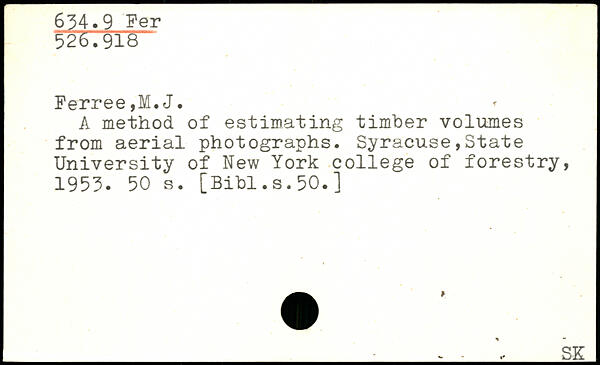 634.9 Fer
526.918
Ferree,M.J.
A method of estimating timber volumes
from aerial photographs. Syracuse,State
University of New York college of forestry,
1953. 50 s. [Bibl.s.50.]
SK